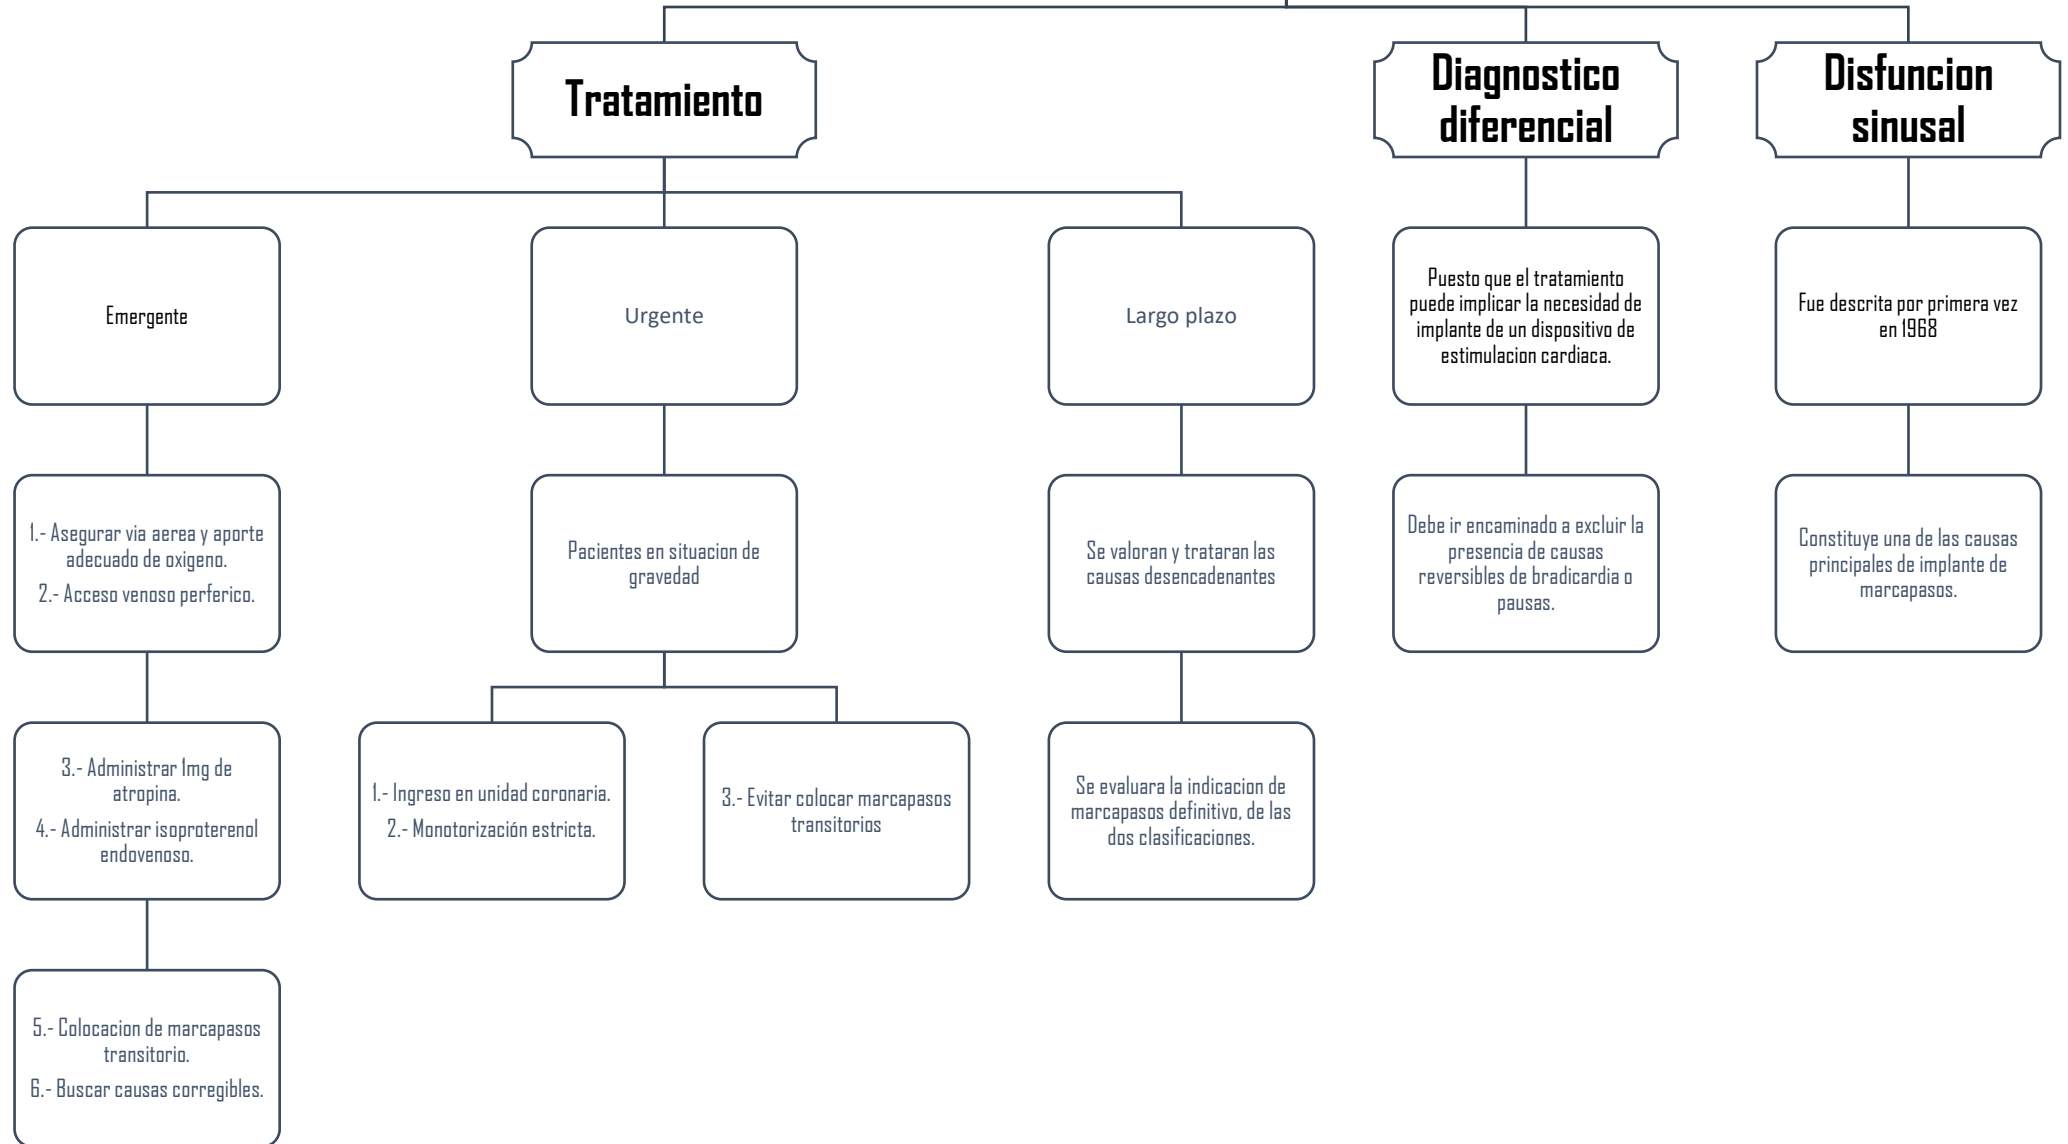 Tratamiento
Diagnostico
diferencial
Disfuncion
sinusal
Emergente
Urgente
Largo plazo
Puesto que el tratamiento
puede implicar la necesidad de
implante de un dispositivo de
estimulacion cardiaca.
Fue descrita por primera vez
en 1968
1.- Asegurar via aerea y aporte
adecuado de oxigeno.
2.- Acceso venoso perferico.
Pacientes en situacion de
gravedad
Se valoran y trataran las
causas desencadenantes
Debe ir encaminado a excluir la
presencia de causas
reversibles de bradicardia o
pausas.
Constituye una de las causas
principales de implante de
marcapasos.
3.- Administrar 1mg de
atropina.
4.- Administrar isoproterenol
endovenoso.
1.- Ingreso en unidad coronaria.
2.- Monotorización estricta.
3.- Evitar colocar marcapasos
transitorios
Se evaluara la indicacion de
marcapasos definitivo, de las
dos clasificaciones.
5.- Colocacion de marcapasos
transitorio.
6.- Buscar causas corregibles.